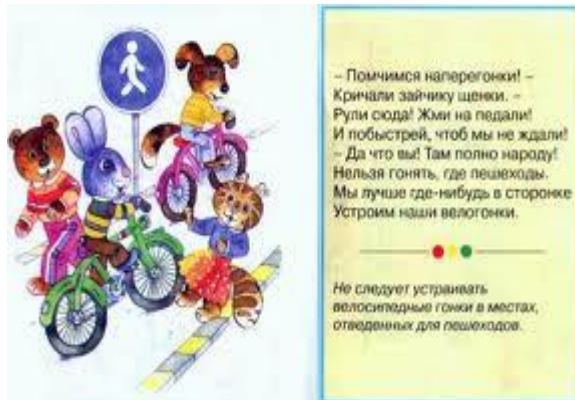 – Помчимся наперегонки! –
Кричали зайчику щенки. –
Рули сюда! Жми на педали!
И побыстрей, чтоб мы не ждали!
– Да что вы! Там полно народу!
Нельзя гонять, где пешеходы.
Мы лучше где-нибудь в сторонке
Устроим наши велогонки.
Не следует устраивать
велосипедные гонки в местах,
отведенных для пешеходов.